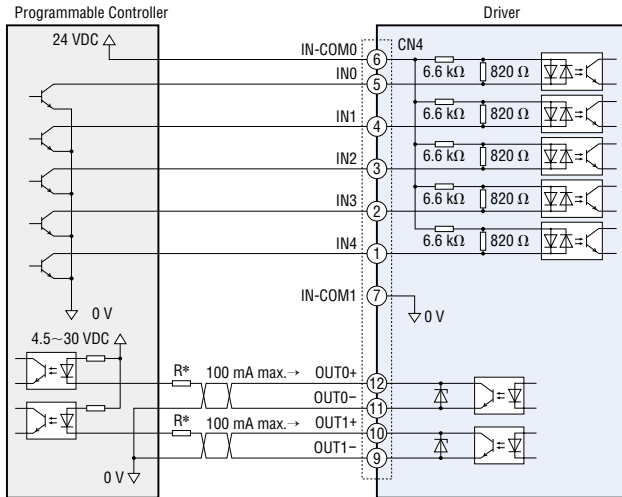 Programmable Controller
Driver
24 VDC
IN-COM0
6
CN4
6.6 kΩ
820 Ω
IN0
5
6.6 kΩ
820 Ω
IN1
4
6.6 kΩ
820 Ω
IN2
3
6.6 kΩ
820 Ω
IN3
2
6.6 kΩ
820 Ω
IN4
1
IN-COM1
7
0 V
0 V
4.5~30 VDC
R*
100 mA max.→
OUT0+
12
OUT0−
11
R*
100 mA max.→
OUT1+
10
OUT1−
9
0 V